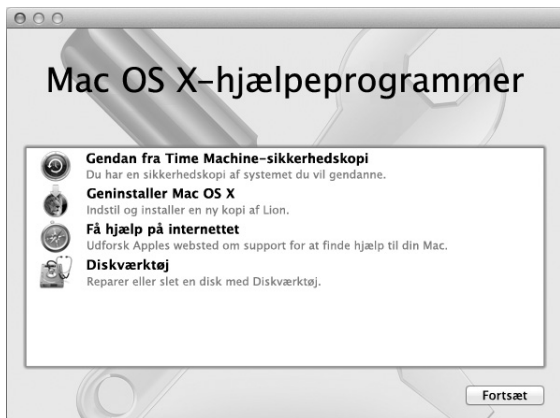 Mac OS X-hjælpeprogrammer
Gendan fra Time Machine-sikkerhedskopi
Du har en sikkerhedskopi af systemet du vil gendanne.
Geninstaller Mac OS X
Indstil og installer en ny kopi af Lion.
Få hjælp på internettet
Udforsk Apples websted om support for at finde hjælp til din Mac.
Diskværktøj
Reparer eller slet en disk med Diskværktøj.
Fortsæt